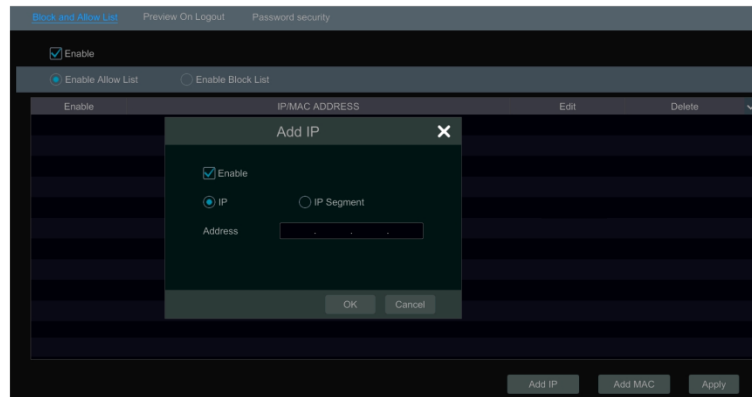 Block and Allow List Preview On Logout Password security
Enable
Enable Allow List Enable Block List
Enable IP/MAC ADDRESS Edit Delete
Add IP
Enable
IP IP Segment
Address . . .
OK Cancel
Add IP Add MAC Apply